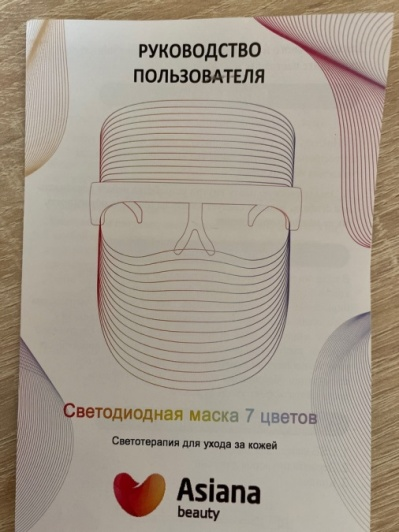 РУКОВОДСТВО
ПОЛЬЗОВАТЕЛЯ
Светодиодная маска 7 цветов
Светотерапия для ухода за кожей
Asiana
beauty